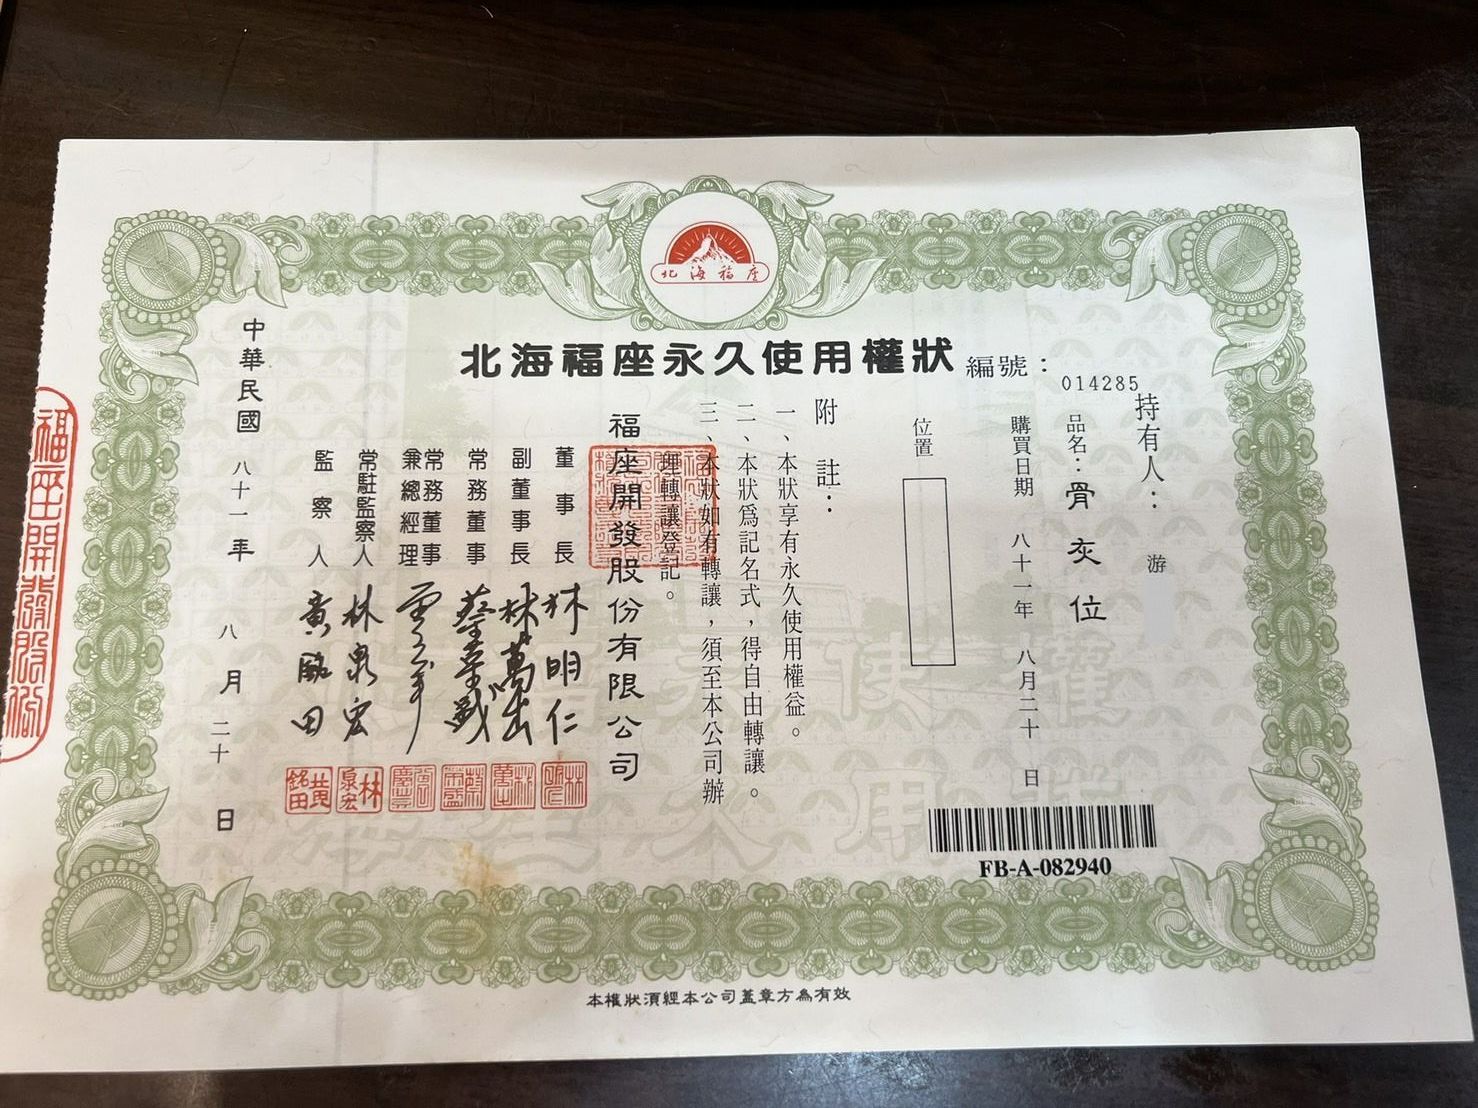 北海福座
北海福座永久使用權狀
編號：
014285
持有人：游
品名：骨灰位
購買日期 八十一年 八月二十 日
位置
附 註：
一、本狀享有永久使用權益。
二、本狀為記名式，得自由轉讓。
三、本狀如有轉讓，須至本公司辦
理轉讓登記。
福座開發股份有限公司
董事長 林明仁
副董事長 林萬出
常務董事
常務董事
兼總經理
常駐監察人 林泉宏
監察人 黃銘田
中華民國 八十一年 八月 二十日
FB-A-082940
本權狀須經本公司蓋章方為有效
福座開發股份